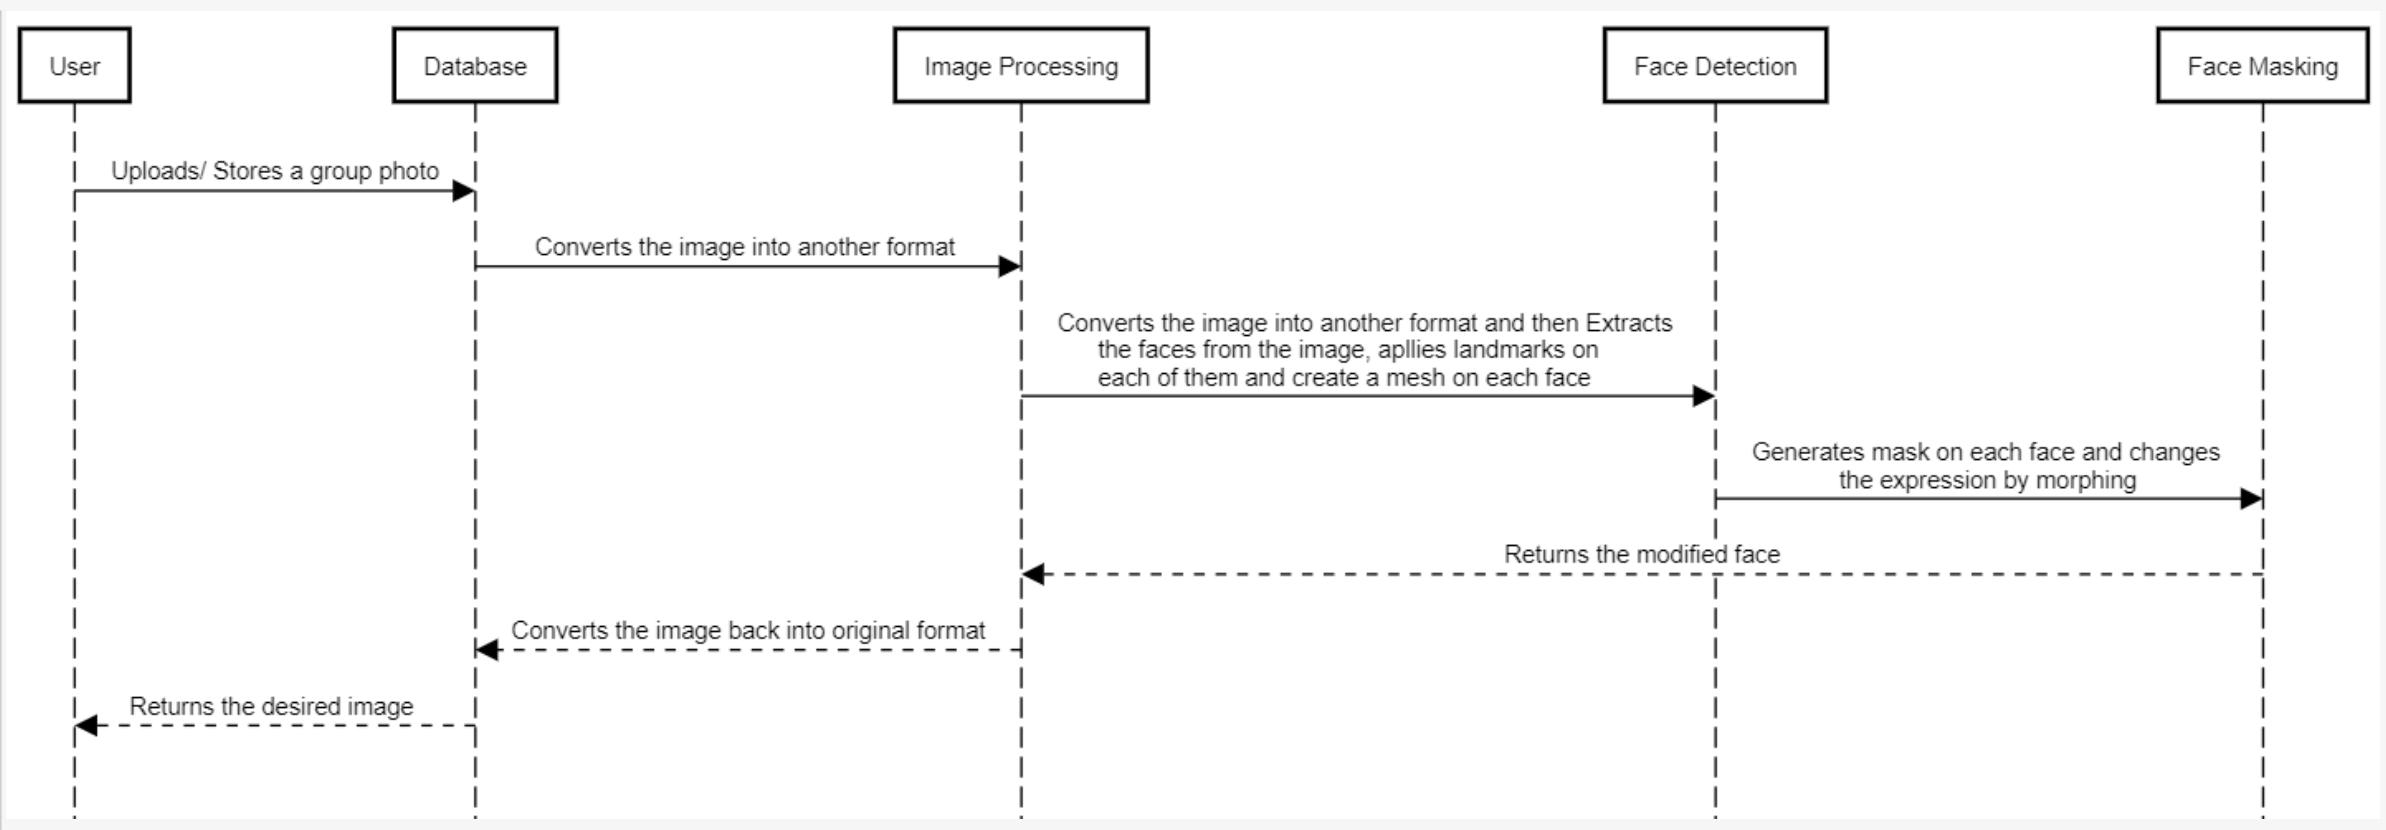 User
Database
Image Processing
Face Detection
Face Masking
Uploads/ Stores a group photo
Converts the image into another format
Converts the image into another format and then Extracts
the faces from the image, apllies landmarks on
each of them and create a mesh on each face
Generates mask on each face and changes
the expression by morphing
Returns the modified face
Converts the image back into original format
Returns the desired image